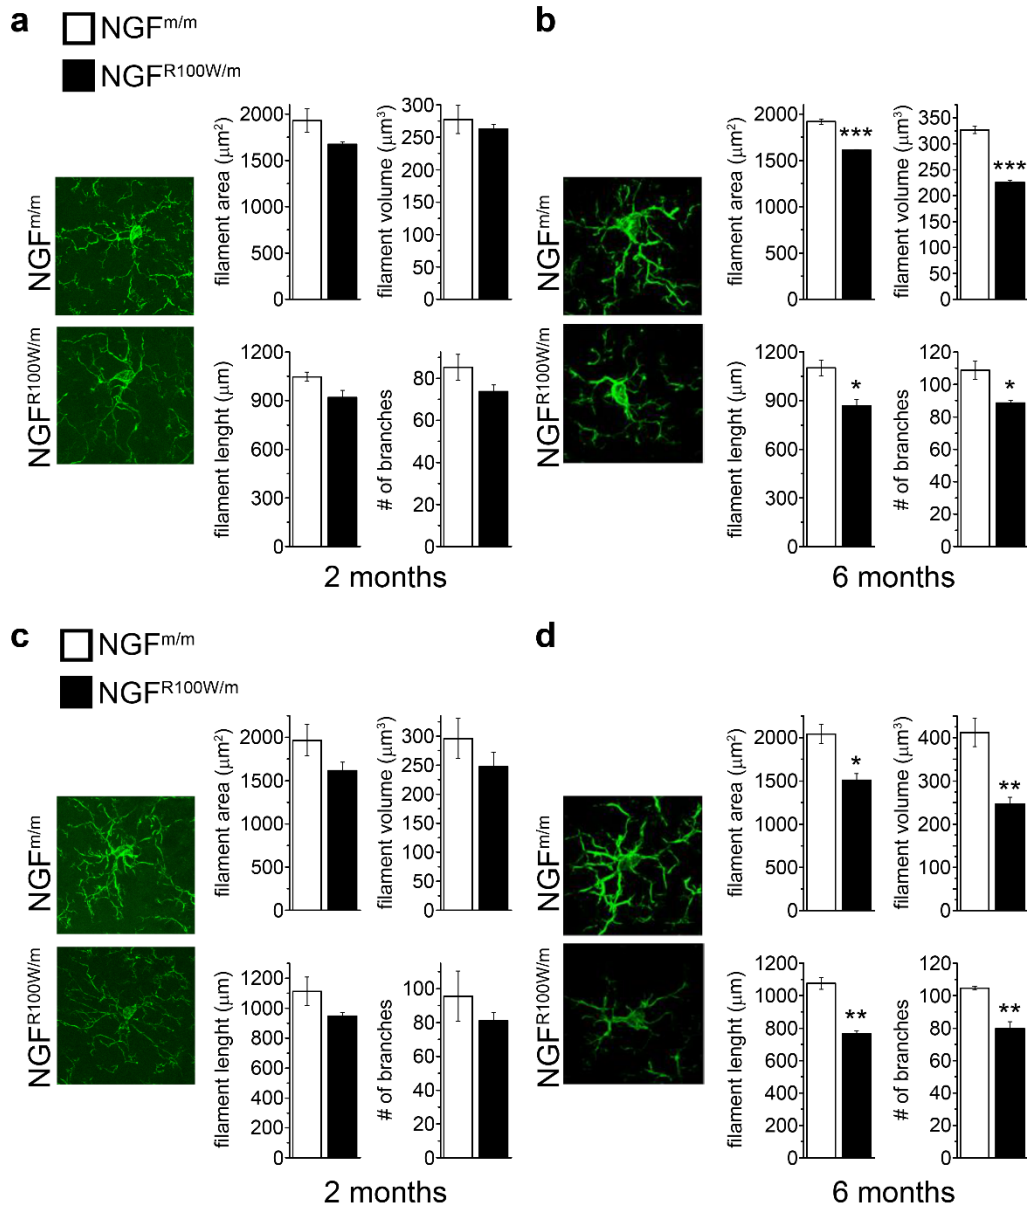 a
NGFm/m
NGFR100W/m
NGFm/m
NGFR100W/m
filament area (μm2)
2000
1500
1000
500
0
filament volume (μm3)
300
250
200
150
100
50
0
filament lenght (μm)
1200
900
600
300
0
# of branches
80
60
40
20
0
2 months
b
NGFm/m
NGFR100W/m
filament area (μm2)
2000
1500
1000
500
0
***
filament volume (μm3)
350
300
250
200
150
100
350
300
0
***
filament lenght (μm)
1200
900
600
300
0
*
# of branches
120
100
80
60
40
20
0
*
6 months
c
NGFm/m
NGFR100W/m
NGFm/m
NGFR100W/m
filament area (μm2)
2000
1500
1000
500
0
filament volume (μm3)
300
250
200
150
100
50
0
filament lenght (μm)
1200
1000
800
600
400
200
0
# of branches
100
80
60
40
20
0
2 months
d
NGFm/m
NGFR100W/m
filament area (μm2)
2000
1500
1000
500
0
*
filament volume (μm3)
400
300
250
200
0
**
filament lenght (μm)
1200
1000
800
600
400
200
0
**
# of branches
120
100
80
60
40
20
0
**
6 months